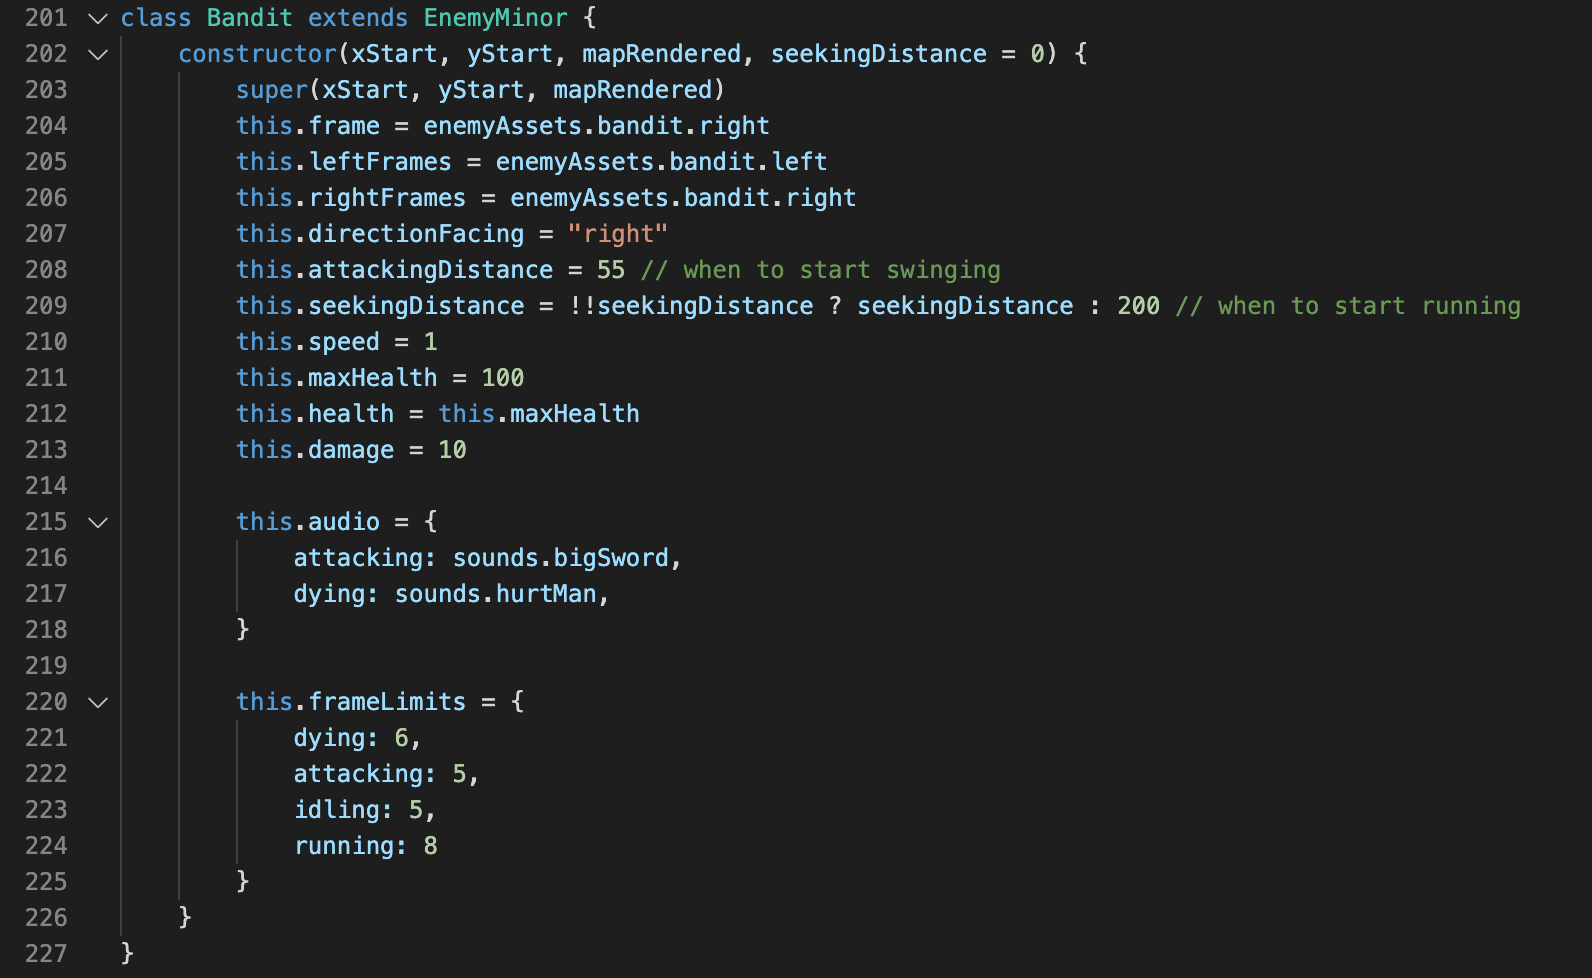 201 class Bandit extends EnemyMinor {
202     constructor(xStart, yStart, mapRendered, seekingDistance = 0) {
203         super(xStart, yStart, mapRendered)
204         this.frame = enemyAssets.bandit.right
205         this.leftFrames = enemyAssets.bandit.left
206         this.rightFrames = enemyAssets.bandit.right
207         this.directionFacing = "right"
208         this.attackingDistance = 55 // when to start swinging
209         this.seekingDistance = !!seekingDistance ? seekingDistance : 200 // when to start running
210         this.speed = 1
211         this.maxHealth = 100
212         this.health = this.maxHealth
213         this.damage = 10
214
215         this.audio = {
216             attacking: sounds.bigSword,
217             dying: sounds.hurtMan,
218         }
219
220         this.frameLimits = {
221             dying: 6,
222             attacking: 5,
223             idling: 5,
224             running: 8
225         }
226     }
227 }